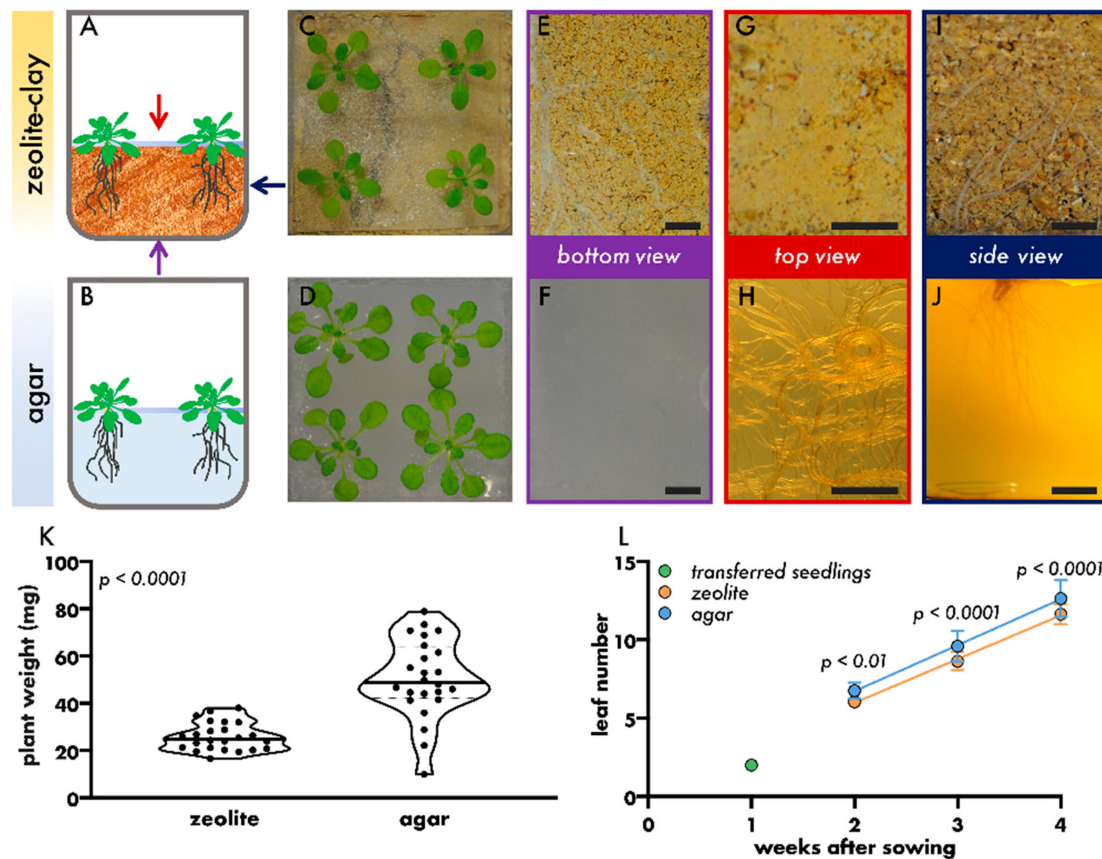 zeolite-clay
A
C
E
G
I
bottom view
top view
side view
agar
B
D
F
H
J
K
p < 0.0001
plant weight (mg)
100
80
60
40
20
0
zeolite
agar
L
transferred seedlings
zeolite
agar
p < 0.01
p < 0.0001
p < 0.0001
leaf number
15
10
5
0
0 1 2 3 4
weeks after sowing